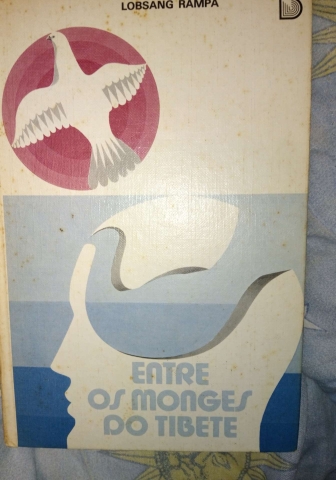 LOBSANG RAMPA
ENTRE
OS MONGES
DO TIBETE